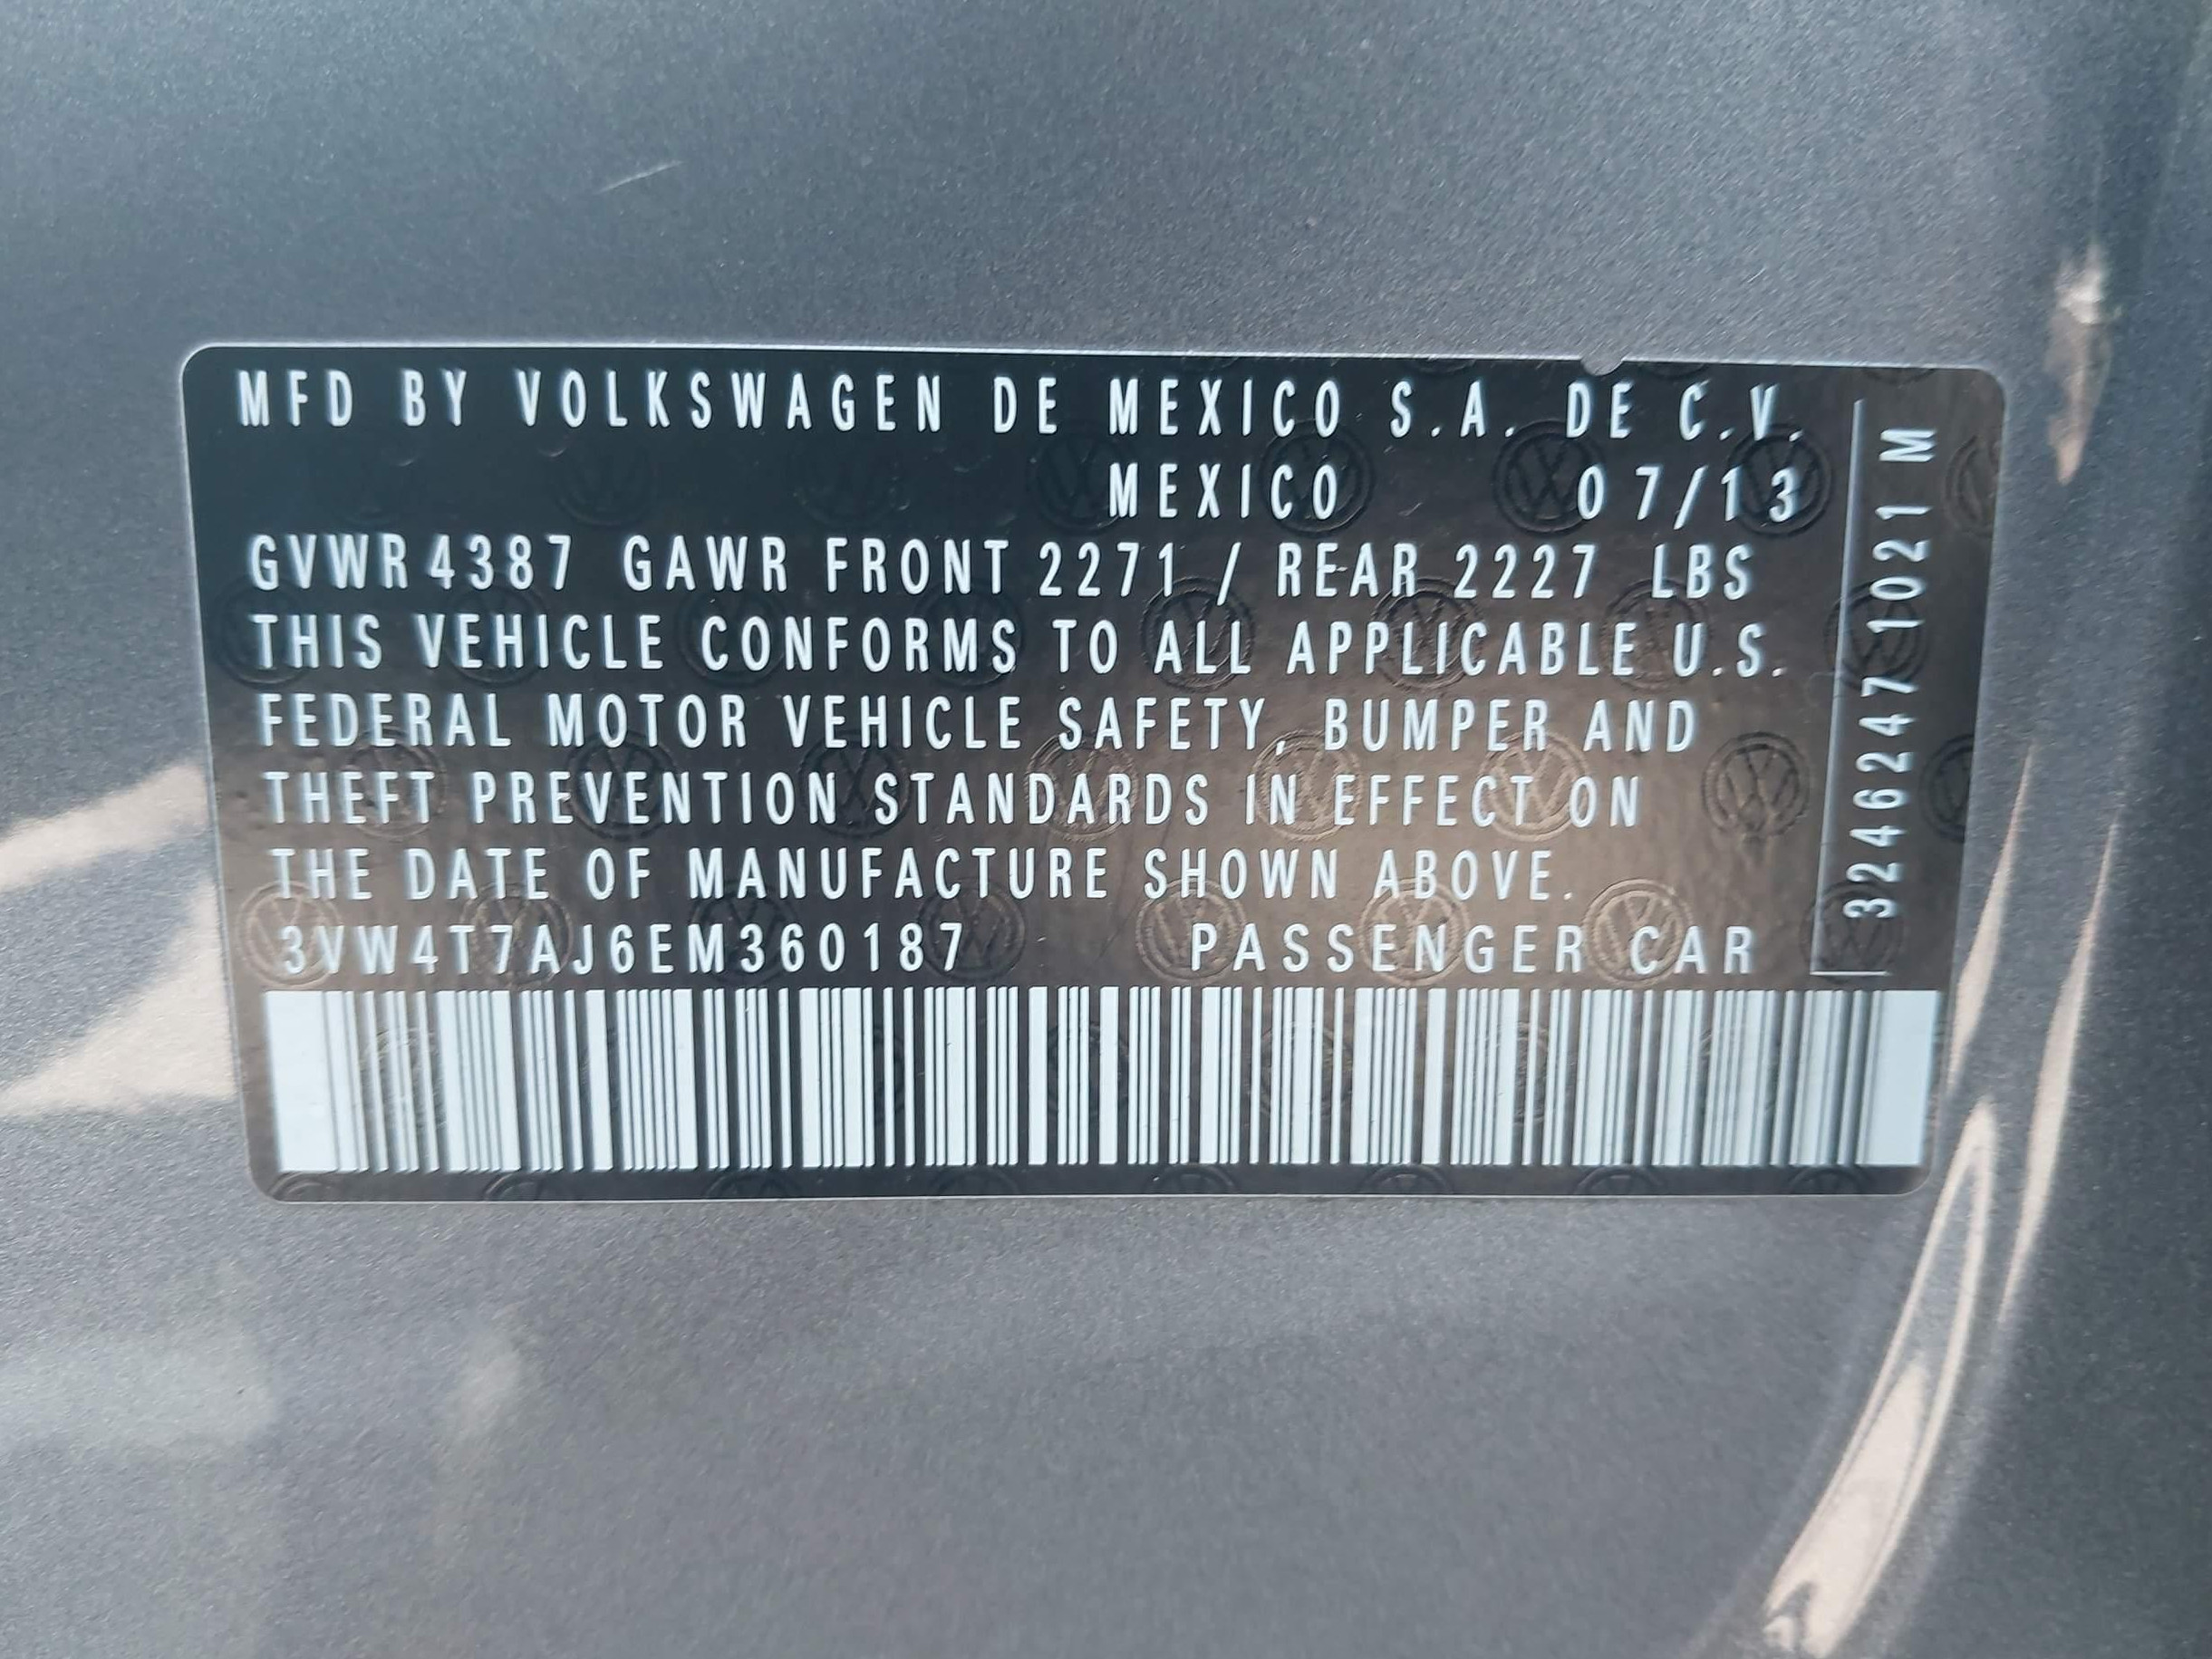 MFD BY VOLKSWAGEN DE MEXICO S.A. DE C.V.
MEXICO 07/13
GVWR 4387 GAWR FRONT 2271 / REAR 2227 LBS
THIS VEHICLE CONFORMS TO ALL APPLICABLE U.S.
FEDERAL MOTOR VEHICLE SAFETY, BUMPER AND
THEFT PREVENTION STANDARDS IN EFFECT ON
THE DATE OF MANUFACTURE SHOWN ABOVE.
3VW4T7AJ6EM360187 PASSENGER CAR
3246247 1021 M